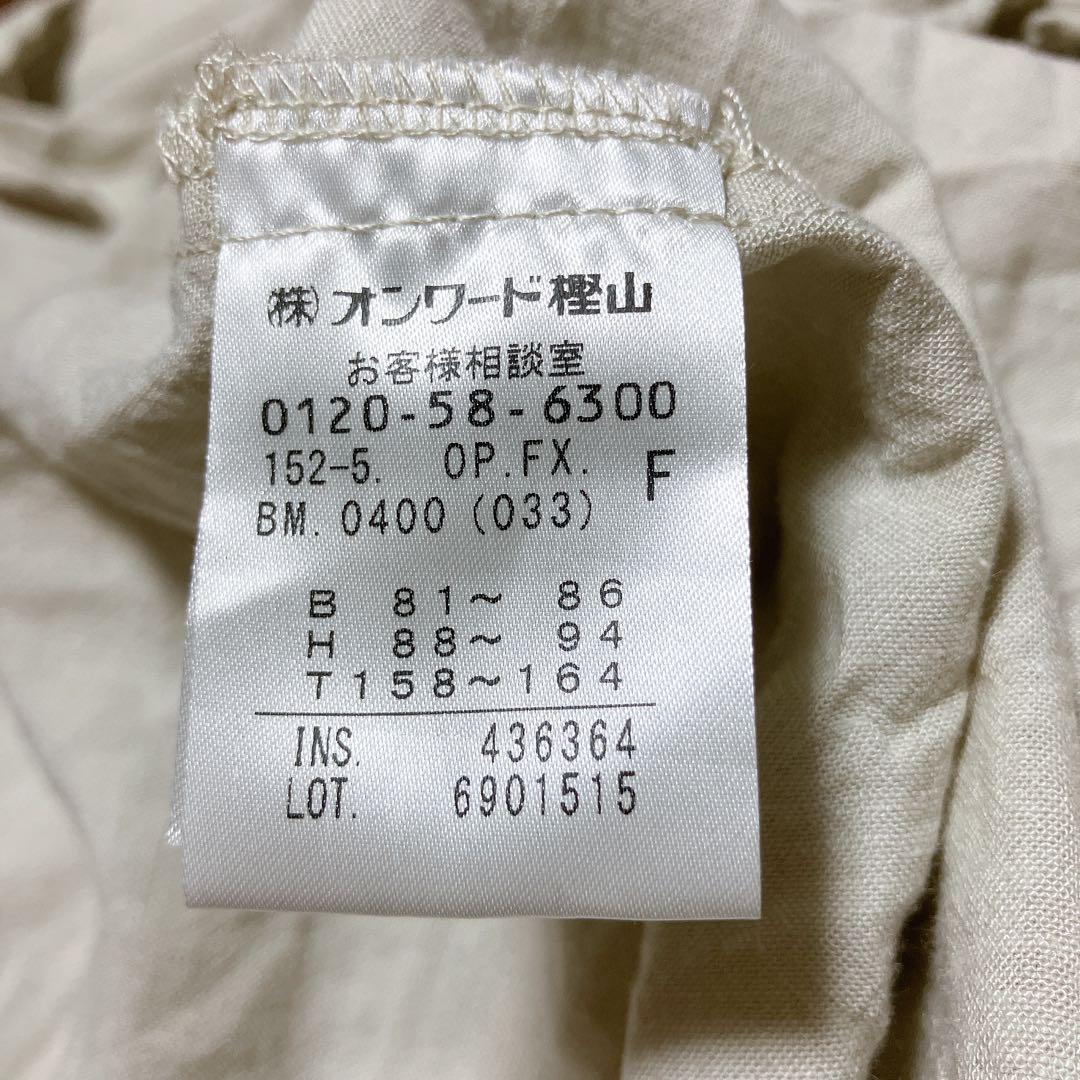 ㈱オンワード樫山
お客様相談室
0120-58-6300
152-5. OP.FX. F
BM. 0400 (033)
B 81～ 86
H 88～ 94
T158～164
INS. 436364
LOT. 6901515